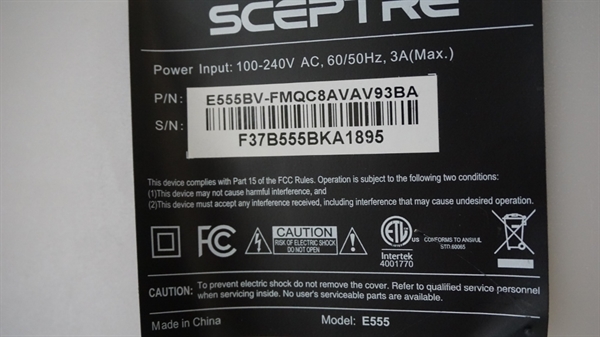 SCEPTRE
Power Input: 100-240V AC, 60/50Hz, 3A(Max.)
P/N: E555BV-FMQC8AVAV93BA
S/N: F37B555BKA1895
This device complies with Part 15 of the FCC Rules. Operation is subject to the following two conditions:
(1)This device may not cause harmful interference, and
(2)This device must accept any interference received, including interference that may cause undesired operation.
FC
CAUTION
RISK OF ELECTRIC SHOCK
DO NOT OPEN
ETL
US
CONFORMS TO ANSI/UL
STD 60065
Intertek
4001770
CAUTION: To prevent electric shock do not remove the cover. Refer to qualified service personnel
when servicing inside. No user's serviceable parts are available.
Made in China Model: E555